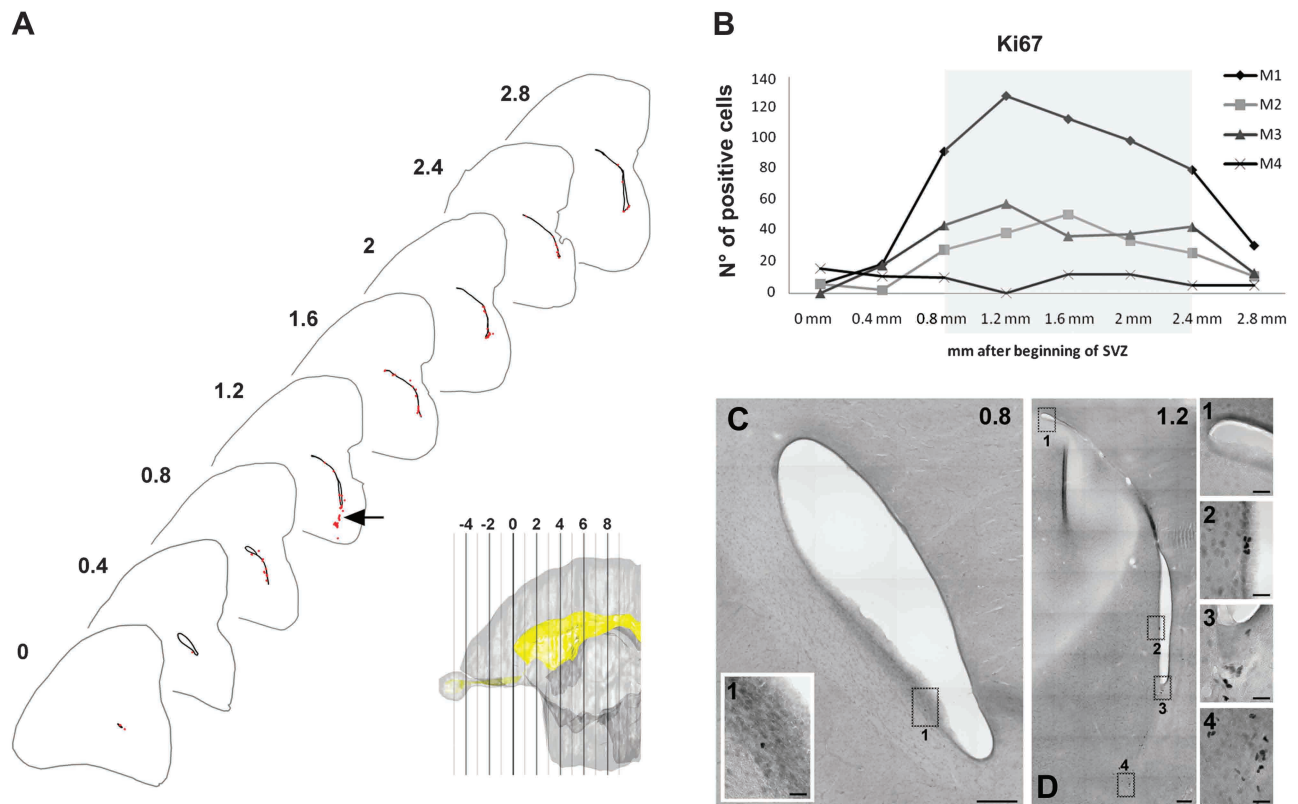 A
0
0.4
0.8
1.2
1.6
2
2.4
2.8
-4 -2 0 2 4 6 8
B
Ki67
N° of positive cells
140
120
100
80
60
40
20
0
0 mm 0.4 mm 0.8 mm 1.2 mm 1.6 mm 2 mm 2.4 mm 2.8 mm
mm after beginning of SVZ
M1
M2
M3
M4
C
0.8
1
1
D
1.2
1
2
3
4
1
2
3
4